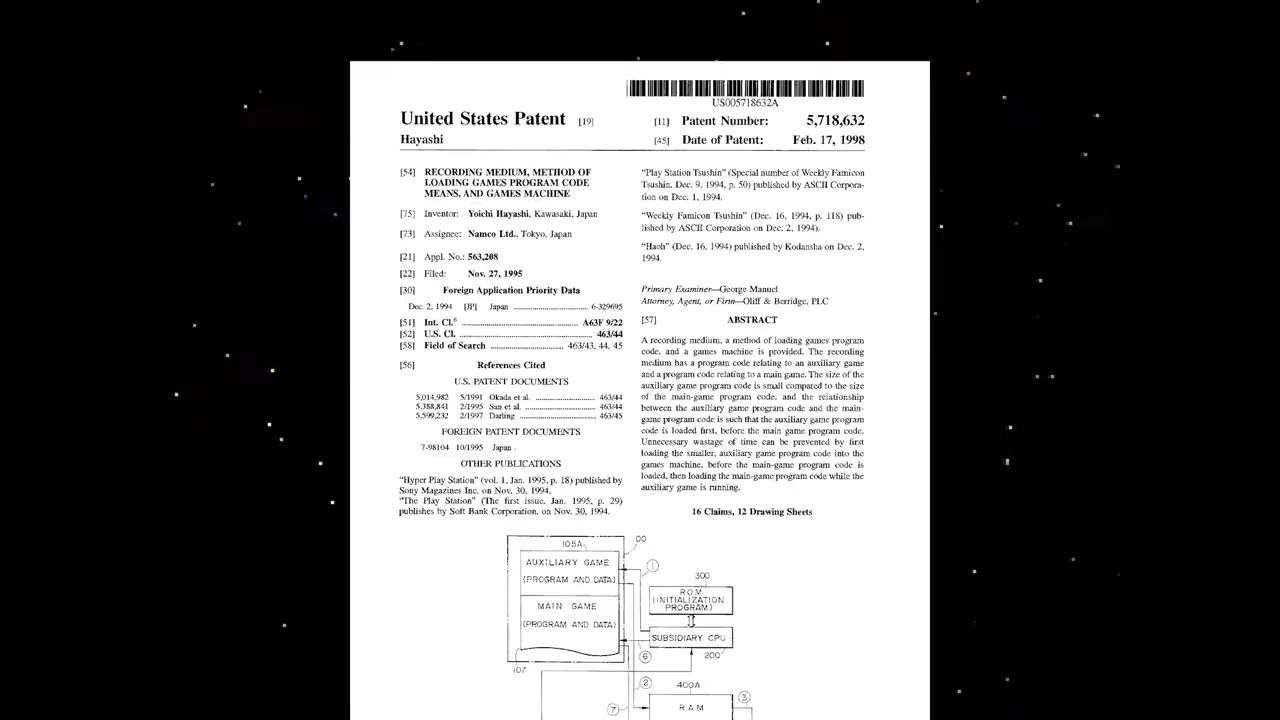 US005718632A
United States Patent [19]
Hayashi
[11] Patent Number: 5,718,632
[45] Date of Patent: Feb. 17, 1998
[54] RECORDING MEDIUM, METHOD OF
LOADING GAMES PROGRAM CODE
MEANS, AND GAMES MACHINE
[75] Inventor: Yoichi Hayashi, Kawasaki, Japan
[73] Assignee: Namco Ltd., Tokyo, Japan
[21] Appl. No.: 563,208
[22] Filed: Nov. 27, 1995
[30] Foreign Application Priority Data
Dec. 2, 1994 [JP] Japan .............................. 6-329695
[51] Int. Cl.6 .............................. A63F 9/22
[52] U.S. Cl. .............................. 463/44
[58] Field of Search .............................. 463/43, 44, 45
[56] References Cited
U.S. PATENT DOCUMENTS
5,014,982 5/1991 Okada et al. .............................. 463/44
5,388,841 2/1995 San et al. .............................. 463/44
5,599,232 2/1997 Darling .............................. 463/45
FOREIGN PATENT DOCUMENTS
7-98104 10/1995 Japan .
OTHER PUBLICATIONS
"Hyper Play Station" (vol. 1, Jan. 1995, p. 18) published by
Sony Magazines Inc. on Nov. 30, 1994.
"The Play Station" (The first issue. Jan. 1995, p. 29)
publishes by Soft Bank Corporation, on Nov. 30, 1994.
"Play Station Tsushin" (Special number of Weekly Famicon
Tsushin, Dec. 9. 1994, p. 50) published by ASCII Corpora-
tion on Dec. 1, 1994.
"Weekly Famicon Tsushin" (Dec. 16, 1994, p. 118) pub-
lished by ASCII Corporation on Dec. 2, 1994).
"Haoh" (Dec. 16, 1994) published by Kodansha on Dec. 2,
1994.
Primary Examiner—George Manuel
Attorney, Agent, or Firm—Oliff & Berridge, PLC
[57] ABSTRACT
A recording medium, a method of loading games program
code, and a games machine is provided. The recording
medium has a program code relating to an auxiliary game
and a program code relating to a main game. The size of the
auxiliary game program code is small compared to the size
of the main-game program code, and the relationship
between the auxiliary game program code and the main-
game program code is such that the auxiliary game program
code is loaded first, before the main game program code.
Unnecessary wastage of time can be prevented by first
loading the smaller, auxiliary game program code into the
games machine, before the main-game program code is
loaded, then loading the main-game program code while the
auxiliary game is running.
16 Claims, 12 Drawing Sheets
105A
00
AUXILIARY GAME
(PROGRAM AND DATA)
MAIN GAME
(PROGRAM AND DATA)
107
1
300
ROM
(INITIALIZATION
PROGRAM)
SUBSIDIARY CPU
200
6
2
400A
7
RAM
3